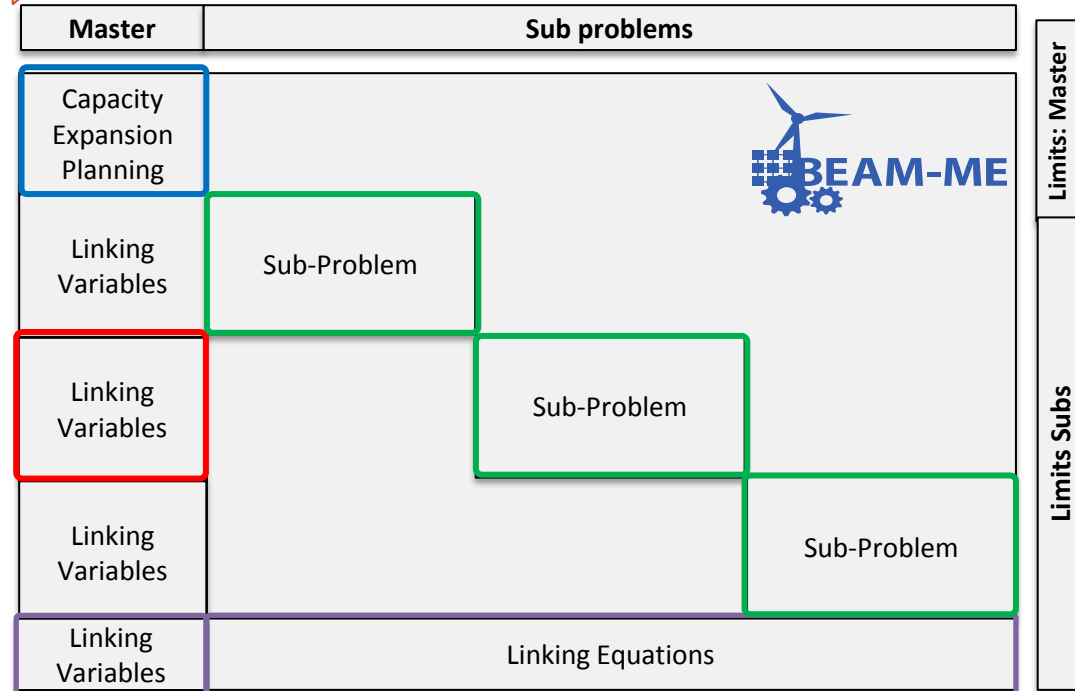 Master
Sub problems
Limits: Master
Capacity
Expansion
Planning
BEAM-ME
Linking
Variables
Sub-Problem
Linking
Variables
Sub-Problem
Limits Subs
Linking
Variables
Sub-Problem
Linking
Variables
Linking Equations